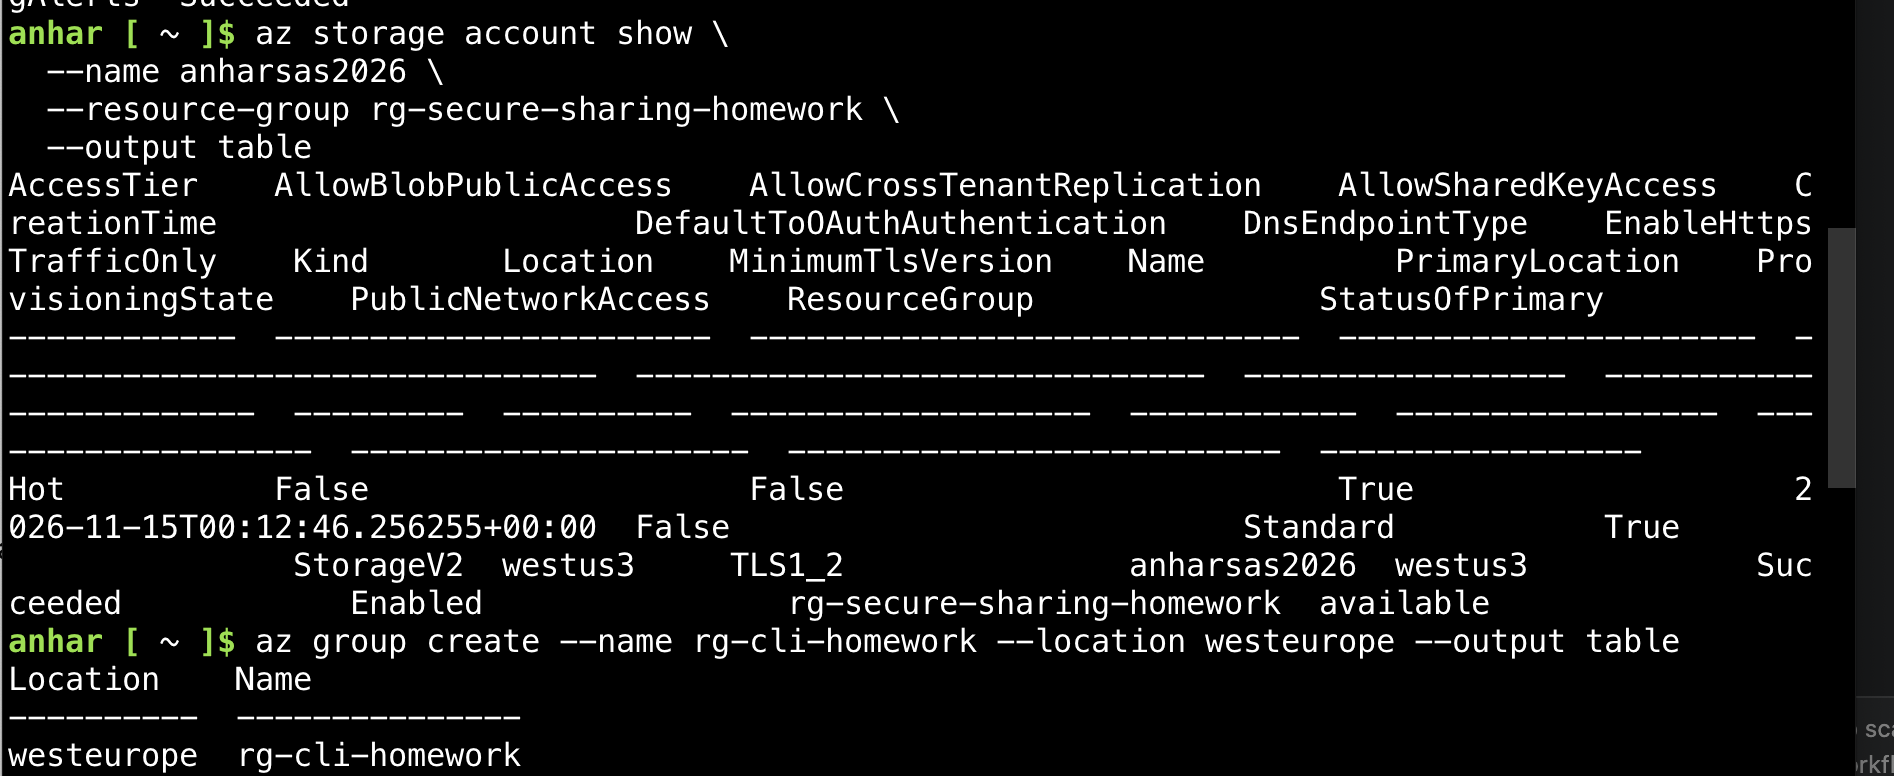 gAlerts  Succeeded
anhar [ ~ ]$ az storage account show \
  --name anharsas2026 \
  --resource-group rg-secure-sharing-homework \
  --output table
AccessTier    AllowBlobPublicAccess    AllowCrossTenantReplication    AllowSharedKeyAccess    C
reationTime                      DefaultToOAuthAuthentication    DnsEndpointType    EnableHttps
TrafficOnly    Kind       Location    MinimumTlsVersion    Name          PrimaryLocation    Pro
visioningState    PublicNetworkAccess    ResourceGroup               StatusOfPrimary
------------  -----------------------  -----------------------------  ----------------------  -
-------------------------------  ------------------------------  -----------------  -----------
-------------  ---------  ----------  -------------------  ------------  -----------------  ---
----------------  ---------------------  --------------------------  -----------------
Hot           False                    False                          True                    2
026-11-15T00:12:46.256255+00:00  False                           Standard           True
               StorageV2  westus3     TLS1_2               anharsas2026  westus3            Suc
ceeded            Enabled                rg-secure-sharing-homework  available
anhar [ ~ ]$ az group create --name rg-cli-homework --location westeurope --output table
Location    Name
----------  ---------------
westeurope  rg-cli-homework